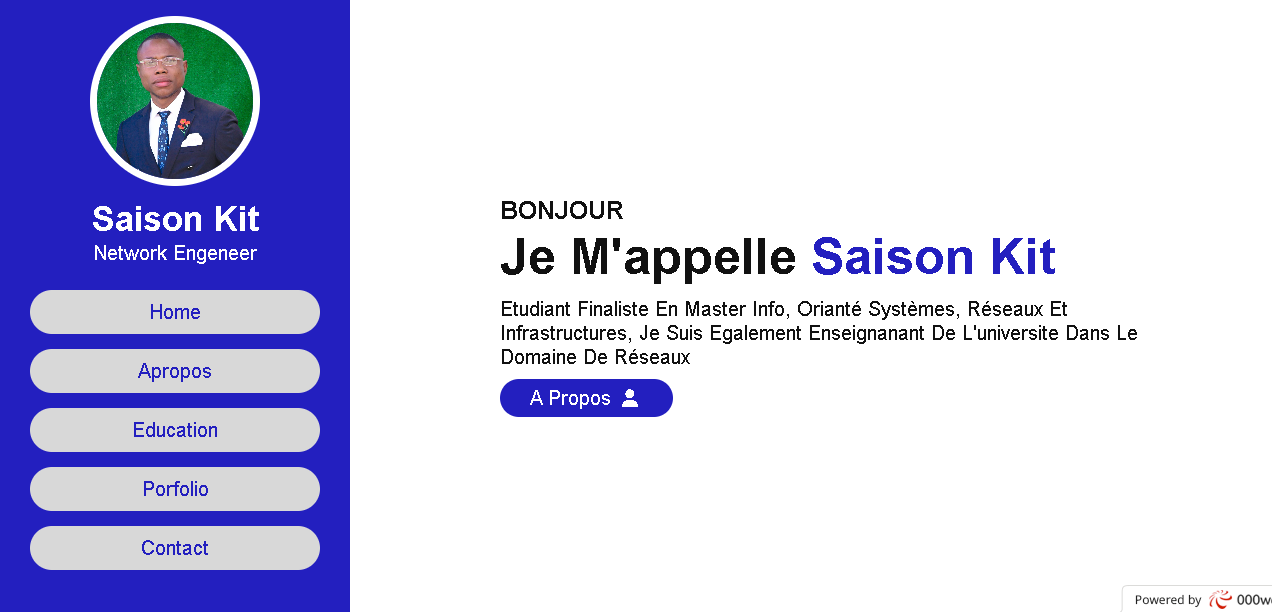 Saison Kit
Network Engeneer
Home
Apropos
Education
Porfolio
Contact
BONJOUR
Je M'appelle Saison Kit
Etudiant Finaliste En Master Info, Orianté Systèmes, Réseaux Et
Infrastructures, Je Suis Egalement Enseignanant De L'universite Dans Le
Domaine De Réseaux
A Propos
Powered by